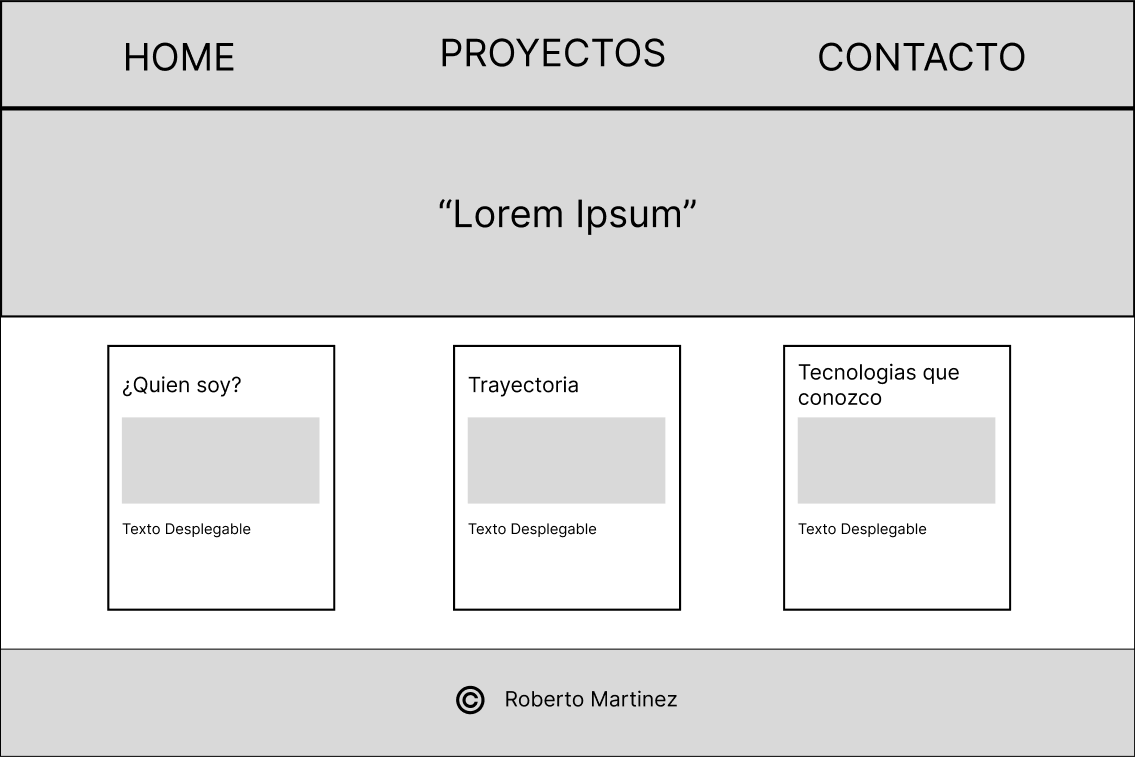 HOME PROYECTOS CONTACTO
“Lorem Ipsum”
¿Quien soy?
Texto Desplegable
Trayectoria
Texto Desplegable
Tecnologias que
conozco
Texto Desplegable
© Roberto Martinez